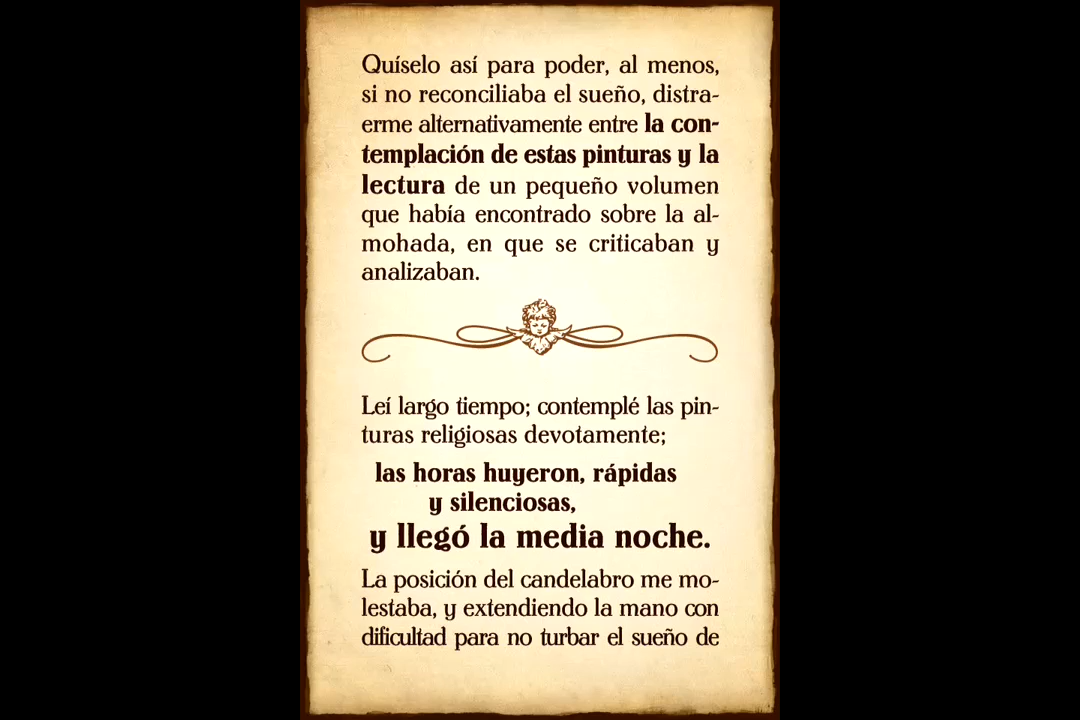 Quíselo así para poder, al menos,
si no reconciliaba el sueño, distra-
erme alternativamente entre la con-
templación de estas pinturas y la
lectura de un pequeño volumen
que había encontrado sobre la al-
mohada, en que se criticaban y
analizaban.
Leí largo tiempo; contemplé las pin-
turas religiosas devotamente;
las horas huyeron, rápidas
y silenciosas,
y llegó la media noche.
La posición del candelabro me mo-
lestaba, y extendiendo la mano con
dificultad para no turbar el sueño de